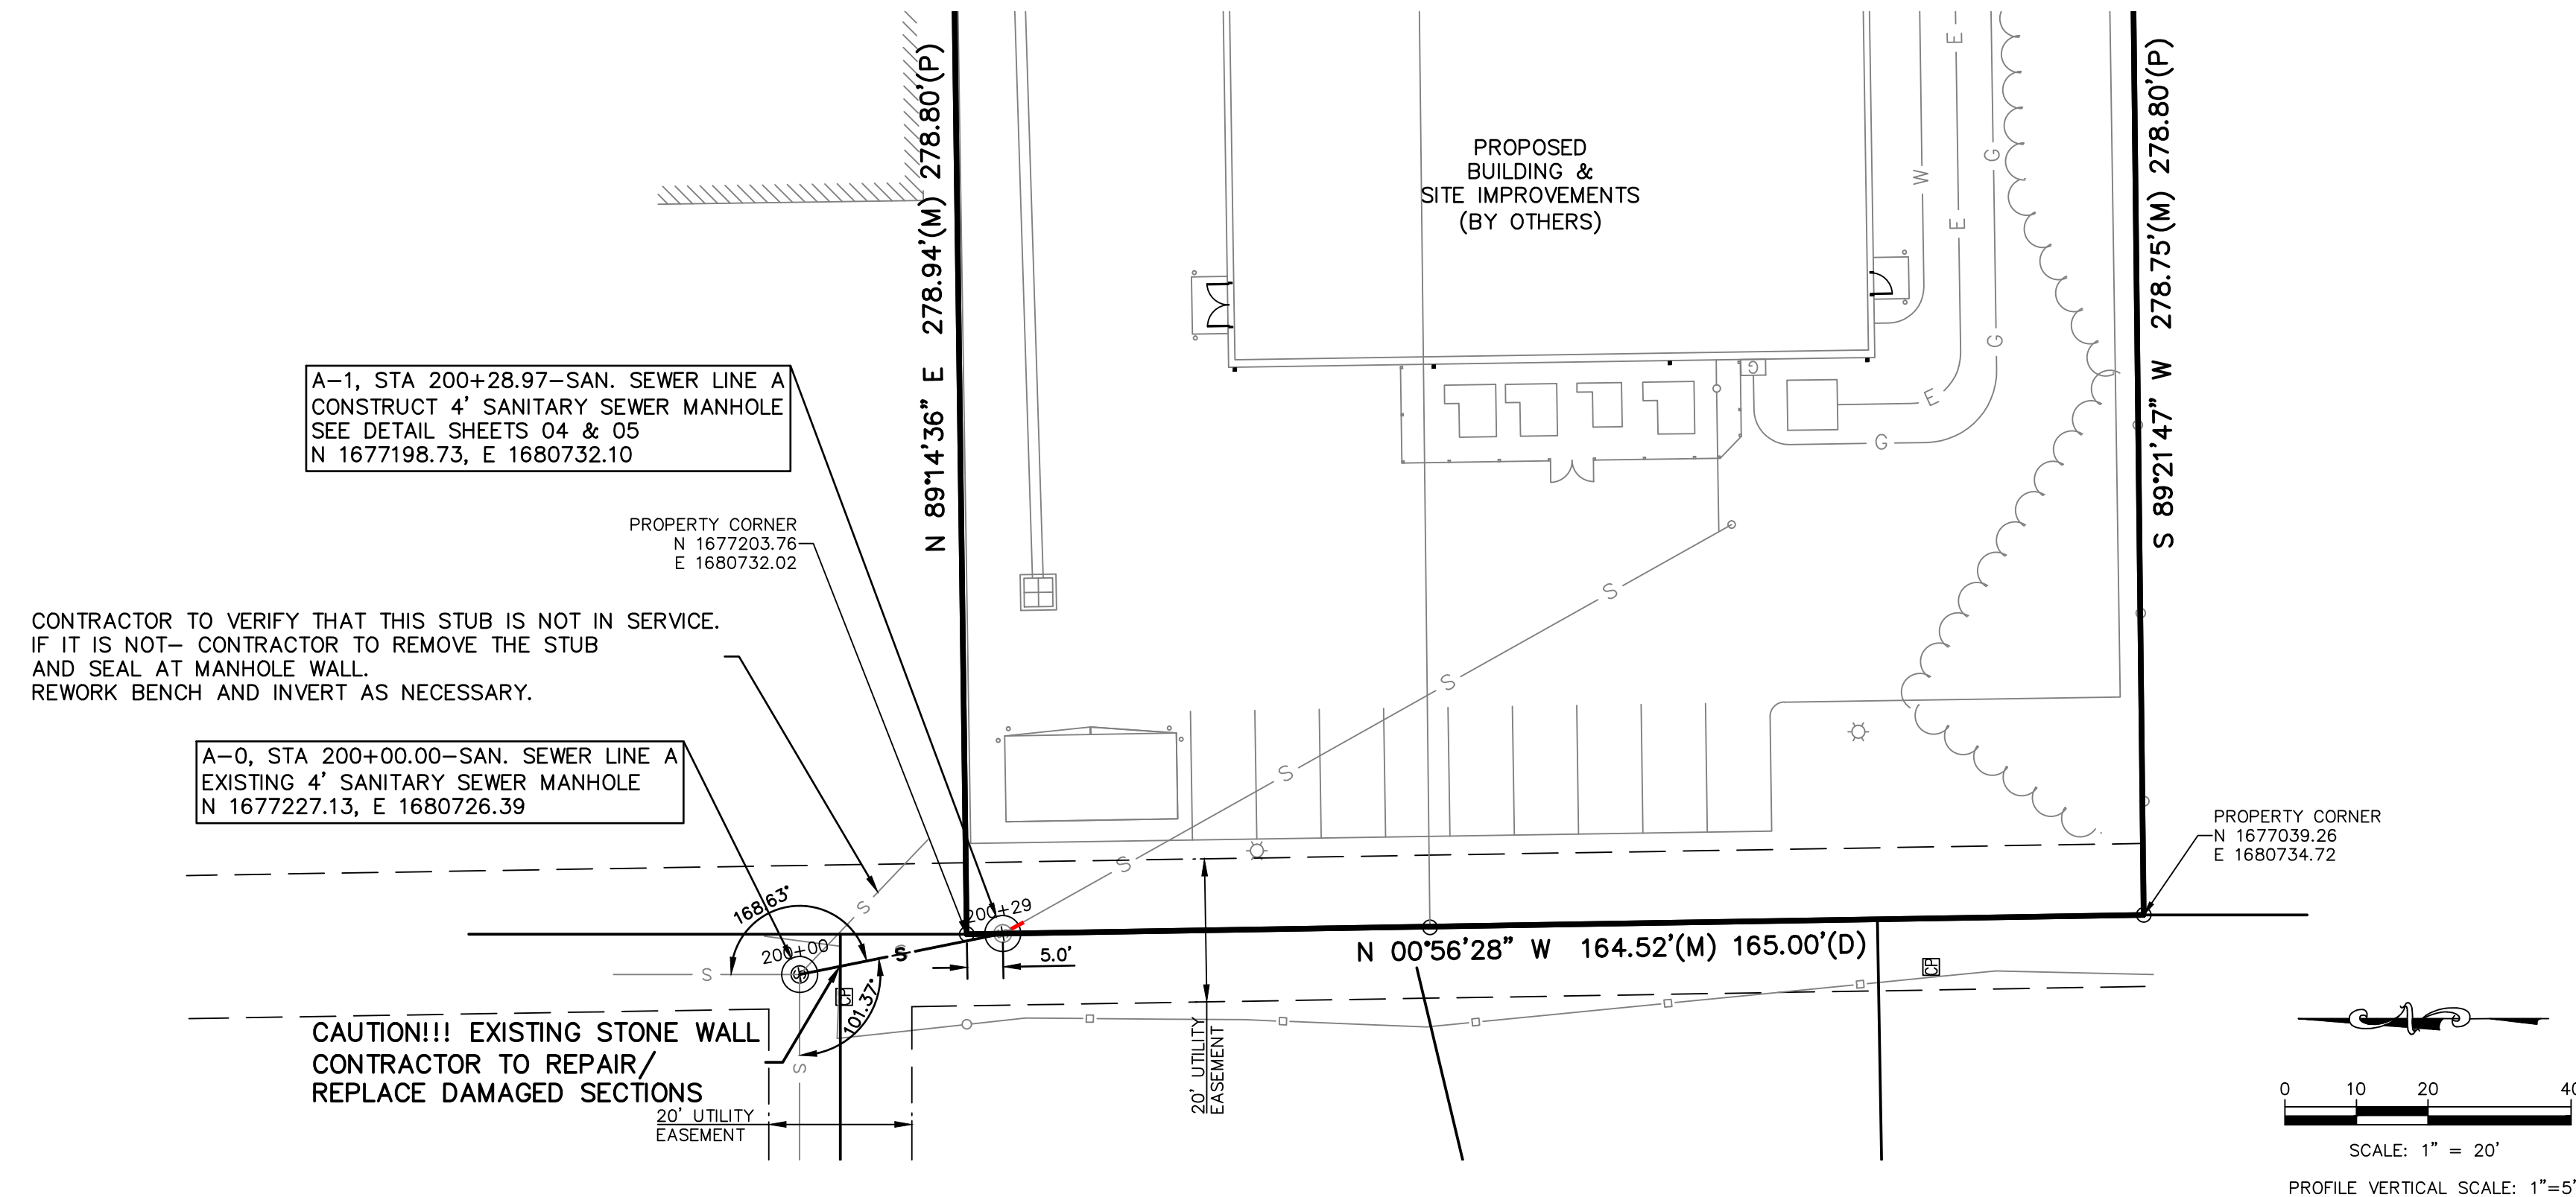 N 89°14'36" E 278.94'(M) 278.80'(P)
S 89°21'47" W 278.75'(M) 278.80'(P)
PROPOSED
BUILDING &
SITE IMPROVEMENTS
(BY OTHERS)
W
E
E
G
G
G
E
G
A-1, STA 200+28.97-SAN. SEWER LINE A
CONSTRUCT 4' SANITARY SEWER MANHOLE
SEE DETAIL SHEETS 04 & 05
N 1677198.73, E 1680732.10
PROPERTY CORNER
N 1677203.76
E 1680732.02
CONTRACTOR TO VERIFY THAT THIS STUB IS NOT IN SERVICE.
IF IT IS NOT- CONTRACTOR TO REMOVE THE STUB
AND SEAL AT MANHOLE WALL.
REWORK BENCH AND INVERT AS NECESSARY.
A-0, STA 200+00.00-SAN. SEWER LINE A
EXISTING 4' SANITARY SEWER MANHOLE
N 1677227.13, E 1680726.39
S
S
S
S
PROPERTY CORNER
N 1677039.26
E 1680734.72
168.63°
S
200+29
200+00
S
S
S
5.0'
N 00°56'28" W 164.52'(M) 165.00'(D)
CP
CP
101.37°
CAUTION!!! EXISTING STONE WALL
CONTRACTOR TO REPAIR/
REPLACE DAMAGED SECTIONS
S
20' UTILITY
EASEMENT
20' UTILITY
EASEMENT
N
0 10 20 40
SCALE: 1" = 20'
PROFILE VERTICAL SCALE: 1"=5'